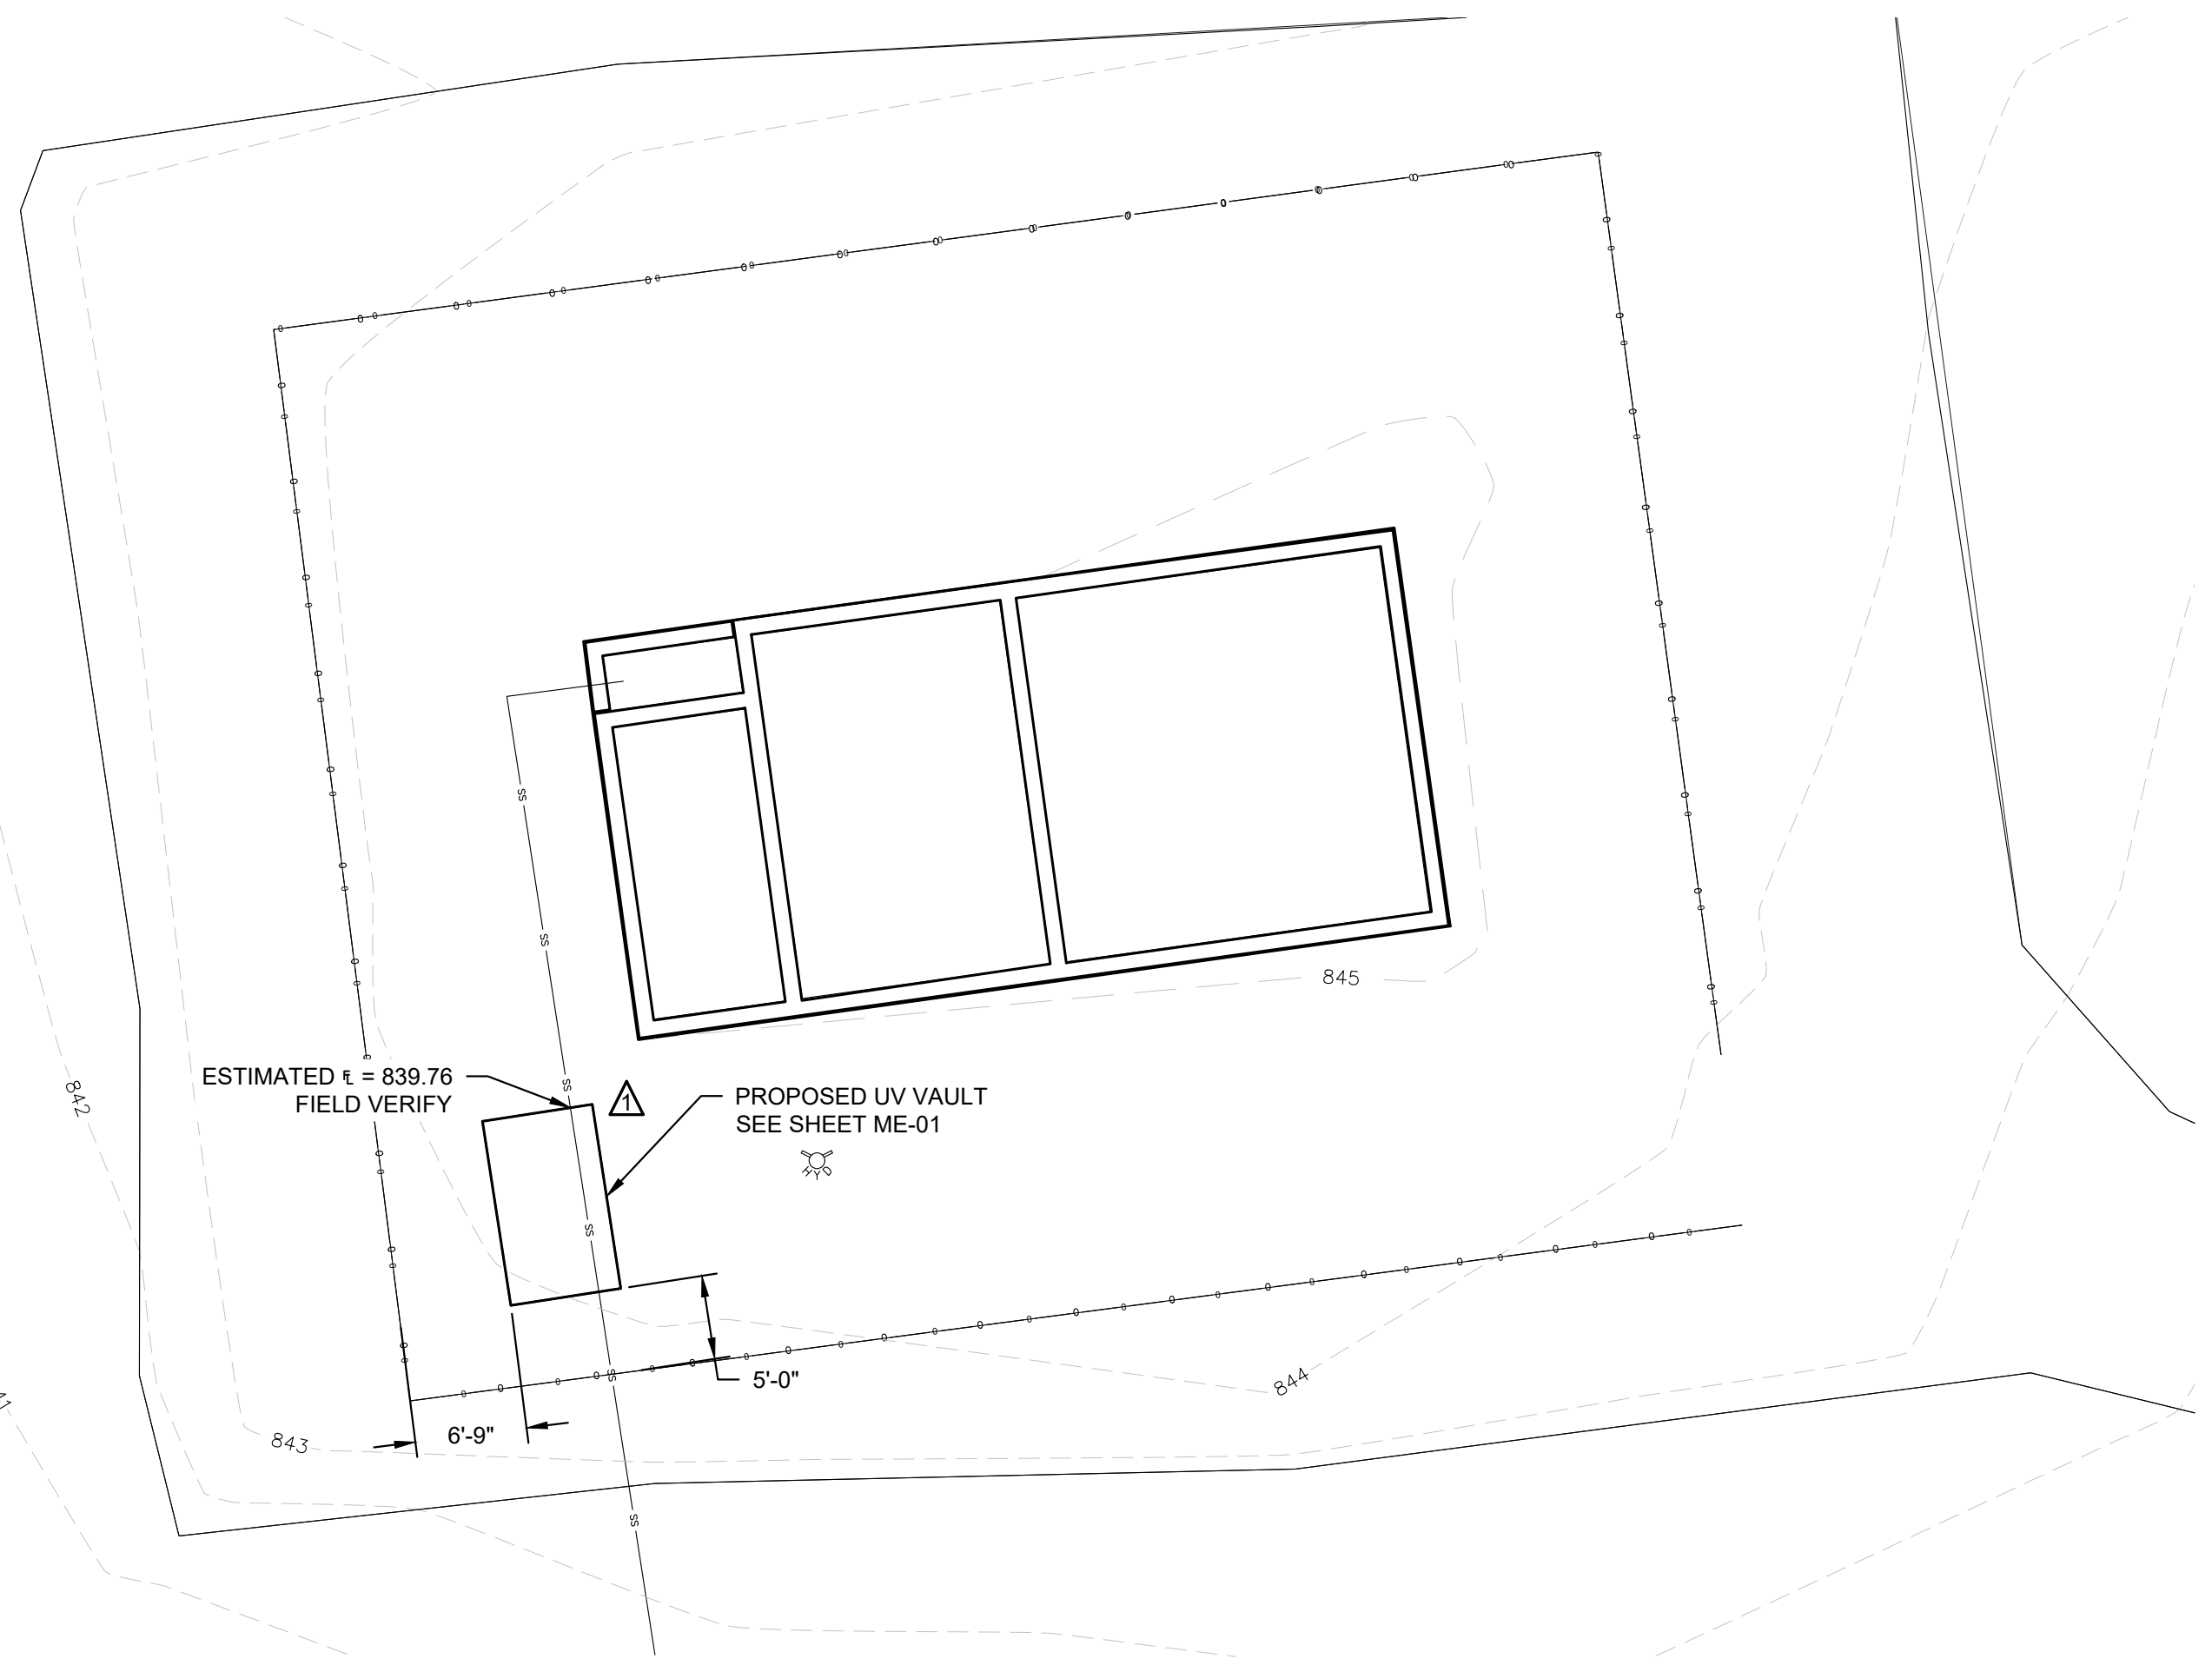 845
ESTIMATED ℄ = 839.76
FIELD VERIFY
1
PROPOSED UV VAULT
SEE SHEET ME-01
HYD
842
SS
SS
SS
SS
SS
SS
5'-0"
6'-9"
844
843